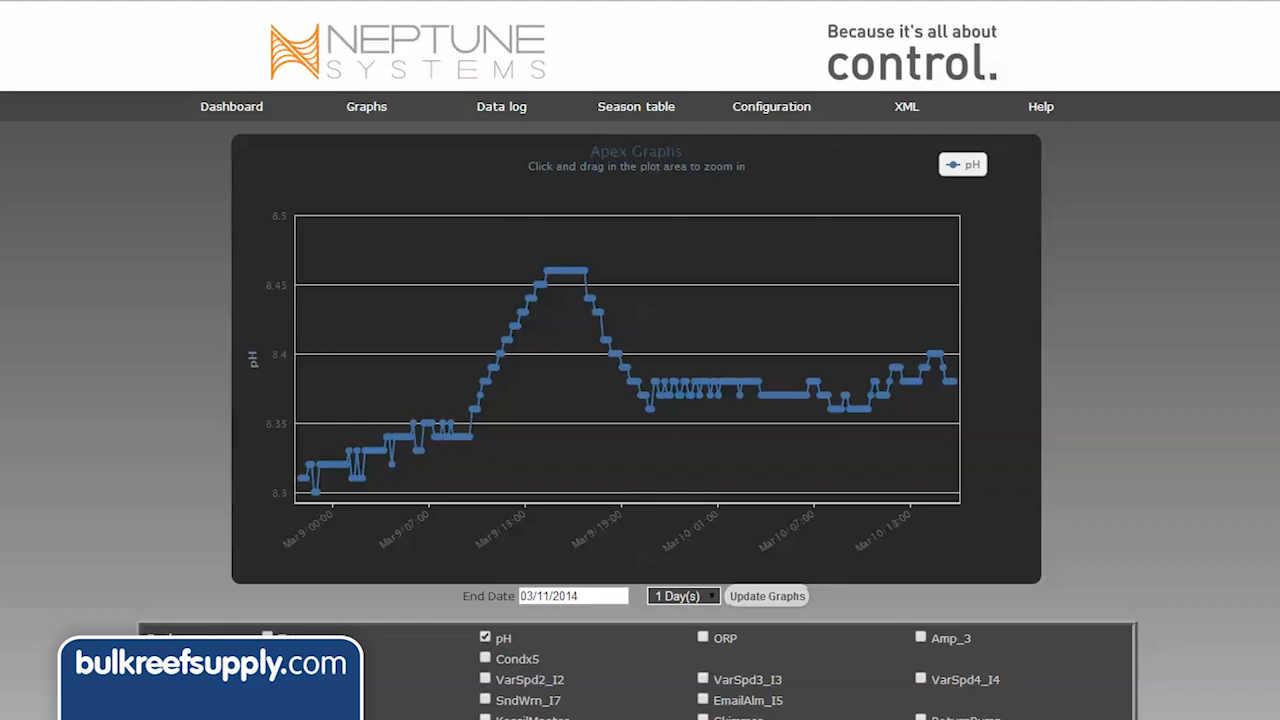 NEPTUNE
SYSTEMS
Because it's all about
control.
Dashboard Graphs Data log Season table Configuration XML Help
Apex Graphs
Click and drag in the plot area to zoom in
pH
8.5
8.45
8.4
8.35
8.3
pH
Mar 9/ 00:00 Mar 9/ 07:00 Mar 9/ 13:00 Mar 9/ 19:00 Mar 10/ 01:00 Mar 10/ 07:00 Mar 10/ 13:00
End Date 03/11/2014 1 Day(s) Update Graphs
pH ORP Amp_3
Condx5
VarSpd2_I2 VarSpd3_I3 VarSpd4_I4
SndWrn_I7 EmailAlm_I5
bulkreefsupply.com